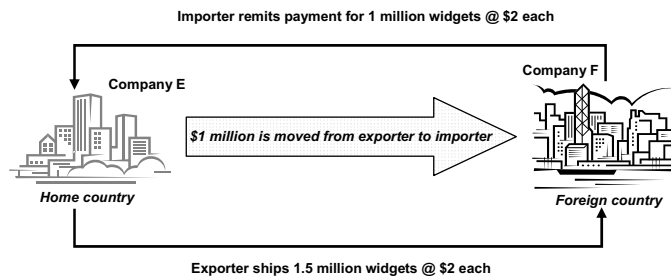 Importer remits payment for 1 million widgets @ $2 each
Company E
Company F
$1 million is moved from exporter to importer
Home country
Foreign country
Exporter ships 1.5 million widgets @ $2 each